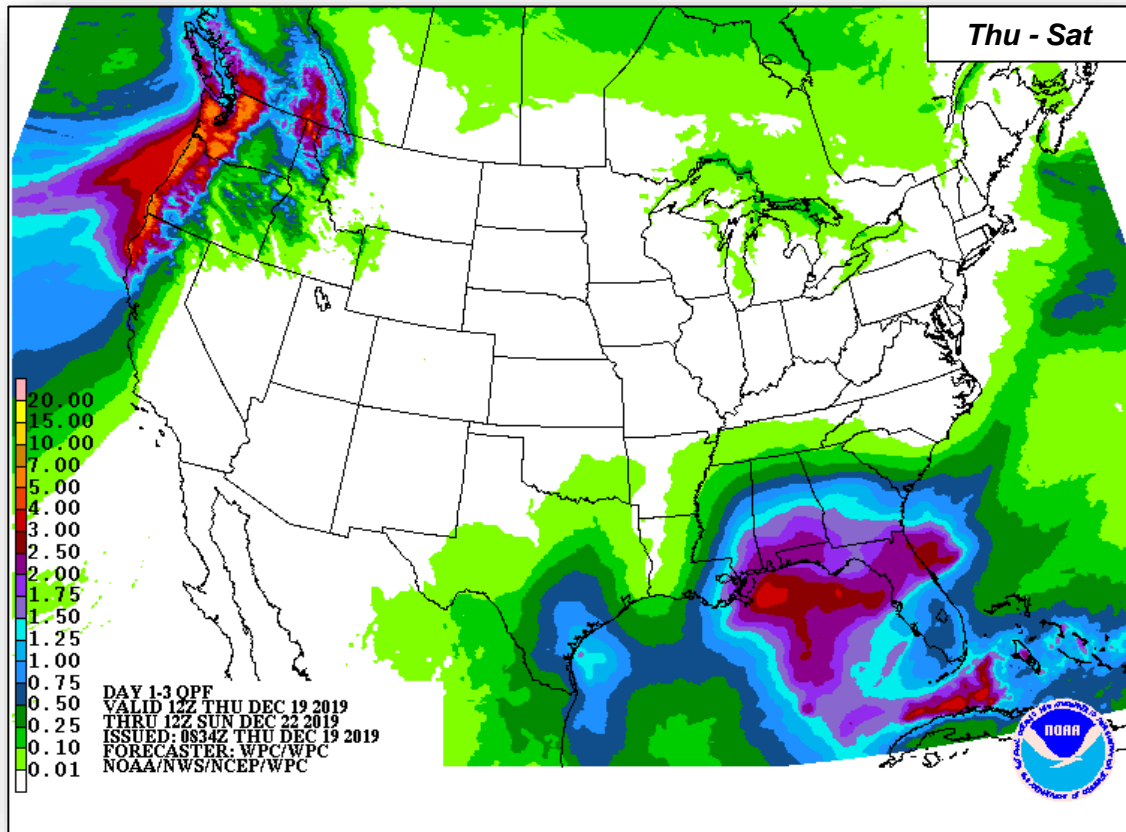 Thu - Sat
20.00
15.00
10.00
7.00
5.00
4.00
3.00
2.50
2.00
1.75
1.50
1.25
1.00
0.75
0.50
0.25
0.10
0.01
DAY 1-3 QPF
VALID 12Z THU DEC 19 2019
THRU 12Z SUN DEC 22 2019
ISSUED: 0834Z THU DEC 19 2019
FORECASTER: WPC/WPC
NOAA/NWS/NCEP/WPC
NOAA